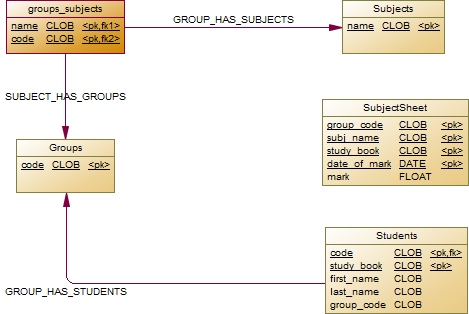 groups_subjects
name CLOB <pk,fk1>
code CLOB <pk,fk2>
GROUP_HAS_SUBJECTS
Subjects
name CLOB <pk>
SUBJECT_HAS_GROUPS
SubjectSheet
group_code CLOB <pk>
subj_name CLOB <pk>
study_book CLOB <pk>
date_of_mark DATE <pk>
mark FLOAT
Groups
code CLOB <pk>
Students
code CLOB <pk,fk>
study_book CLOB <pk>
first_name CLOB
last_name CLOB
group_code CLOB
GROUP_HAS_STUDENTS